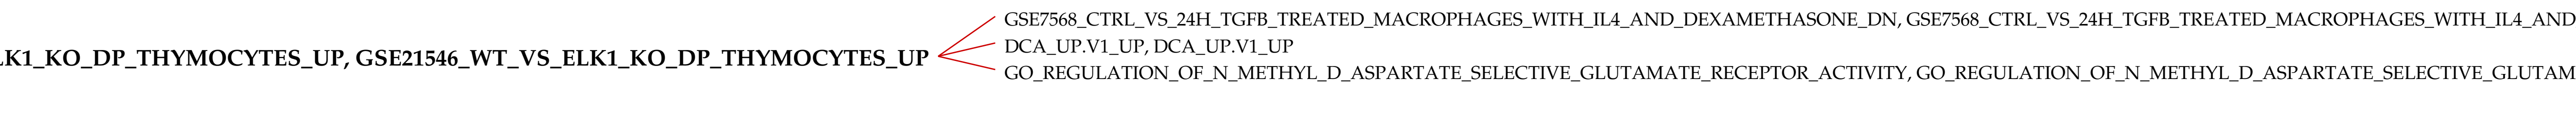 GSE7568_CTRL_VS_24H_TGFB_TREATED_MACROPHAGES_WITH_IL4_AND_DEXAMETHASONE_DN, GSE7568_CTRL_VS_24H_TGFB_TREATED_MACROPHAGES_WITH_IL4_AND
LK1_KO_DP_THYMOCYTES_UP, GSE21546_WT_VS_ELK1_KO_DP_THYMOCYTES_UP
DCA_UP.V1_UP, DCA_UP.V1_UP
GO_REGULATION_OF_N_METHYL_D_ASPARTATE_SELECTIVE_GLUTAMATE_RECEPTOR_ACTIVITY, GO_REGULATION_OF_N_METHYL_D_ASPARTATE_SELECTIVE_GLUTAM